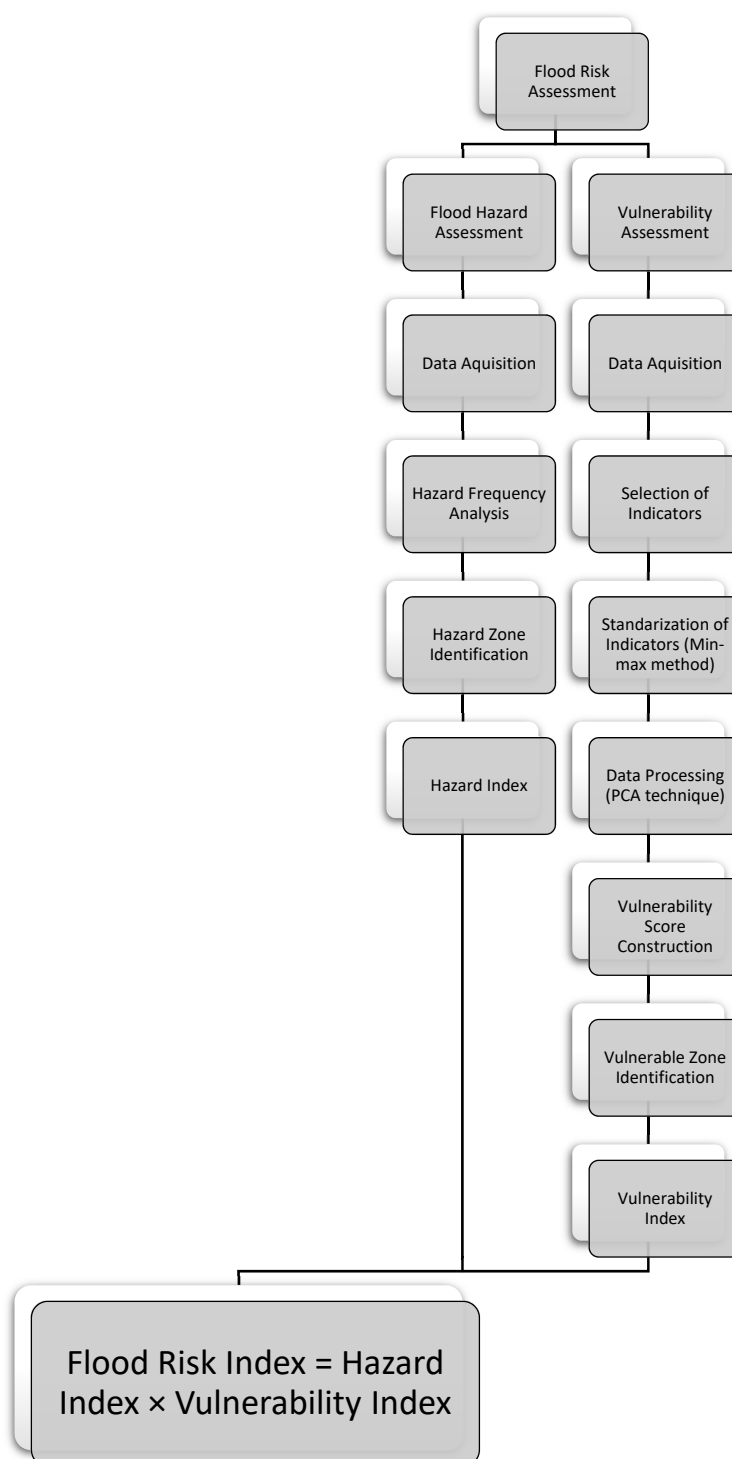 Flood Risk
Assessment
Flood Hazard
Assessment
Vulnerability
Assessment
Data Aquisition
Data Aquisition
Hazard Frequency
Analysis
Selection of
Indicators
Hazard Zone
Identification
Standarization of
Indicators (Min-
max method)
Hazard Index
Data Processing
(PCA technique)
Vulnerability
Score
Construction
Vulnerable Zone
Identification
Vulnerability
Index
Flood Risk Index = Hazard
Index × Vulnerability Index